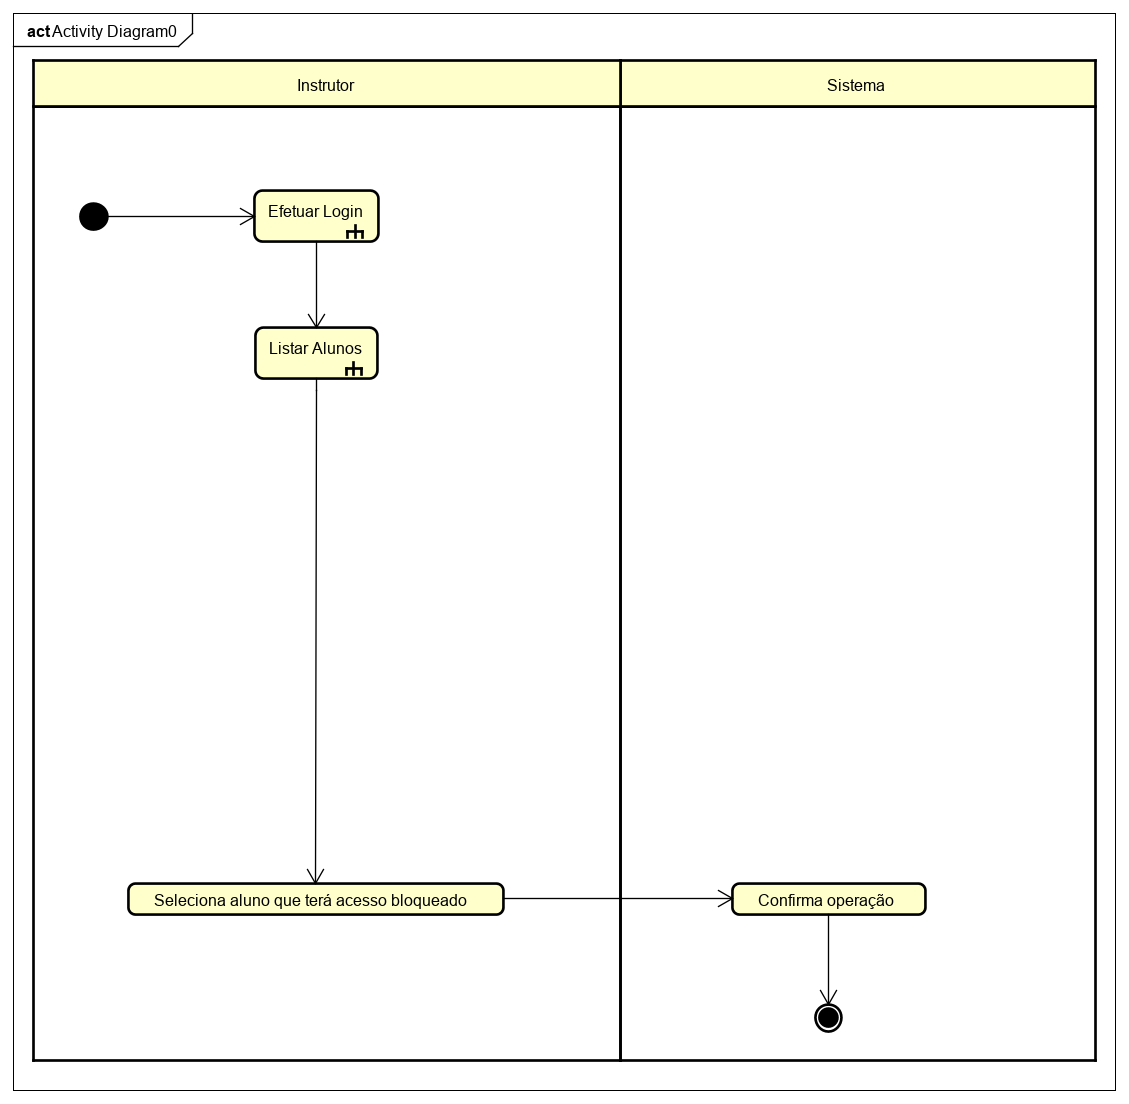 act Activity Diagram0
Instrutor
Sistema
Efetuar Login
Listar Alunos
Seleciona aluno que terá acesso bloqueado
Confirma operação